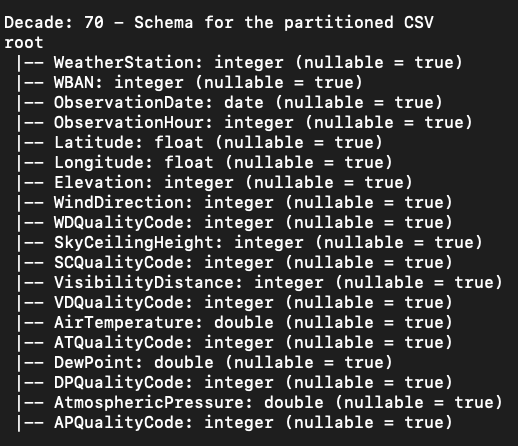 Decade: 70 – Schema for the partitioned CSV
root
 |-- WeatherStation: integer (nullable = true)
 |-- WBAN: integer (nullable = true)
 |-- ObservationDate: date (nullable = true)
 |-- ObservationHour: integer (nullable = true)
 |-- Latitude: float (nullable = true)
 |-- Longitude: float (nullable = true)
 |-- Elevation: integer (nullable = true)
 |-- WindDirection: integer (nullable = true)
 |-- WDQualityCode: integer (nullable = true)
 |-- SkyCeilingHeight: integer (nullable = true)
 |-- SCQualityCode: integer (nullable = true)
 |-- VisibilityDistance: integer (nullable = true)
 |-- VDQualityCode: integer (nullable = true)
 |-- AirTemperature: double (nullable = true)
 |-- ATQualityCode: integer (nullable = true)
 |-- DewPoint: double (nullable = true)
 |-- DPQualityCode: integer (nullable = true)
 |-- AtmosphericPressure: double (nullable = true)
 |-- APQualityCode: integer (nullable = true)